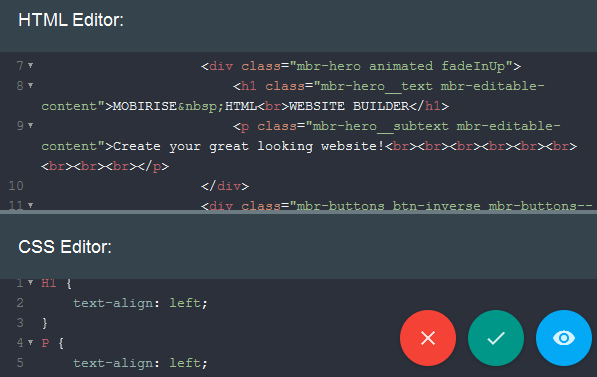 HTML Editor:
7 <div class="mbr-hero animated fadeInUp">
8 <h1 class="mbr-hero__text mbr-editable-
content">MOBIRISE&nbsp;HTML<br>WEBSITE BUILDER</h1>
9 <p class="mbr-hero__subtext mbr-editable-
content">Create your great looking website!<br><br><br><br><br><br>
<br><br><br></p>
10 </div>
11 <div class="mbr-buttons btn-inverse mbr-buttons--
CSS Editor:
1 H1 {
2 text-align: left;
3 }
4 P {
5 text-align: left;